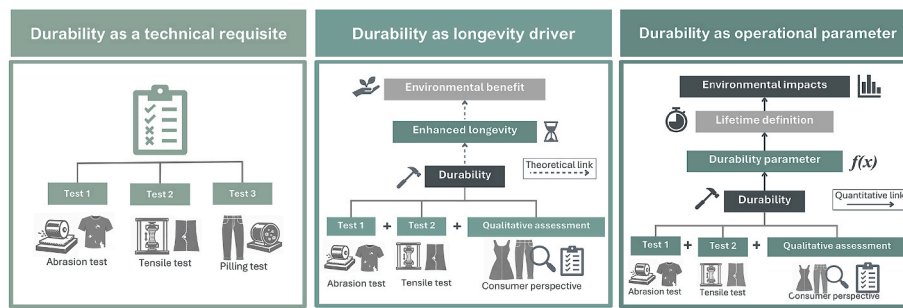 Durability as a technical requisite
Test 1
Test 2
Test 3
Abrasion test
Tensile test
Pilling test
Durability as longevity driver
Environmental benefit
Enhanced longevity
Theoretical link
Durability
Test 1 + Test 2 + Qualitative assessment
Abrasion test
Tensile test
Consumer perspective
Durability as operational parameter
Environmental impacts
Lifetime definition
Durability parameter f(x)
Durability
Quantitative link
Test 1 + Test 2 + Qualitative assessment
Abrasion test
Tensile test
Consumer perspective